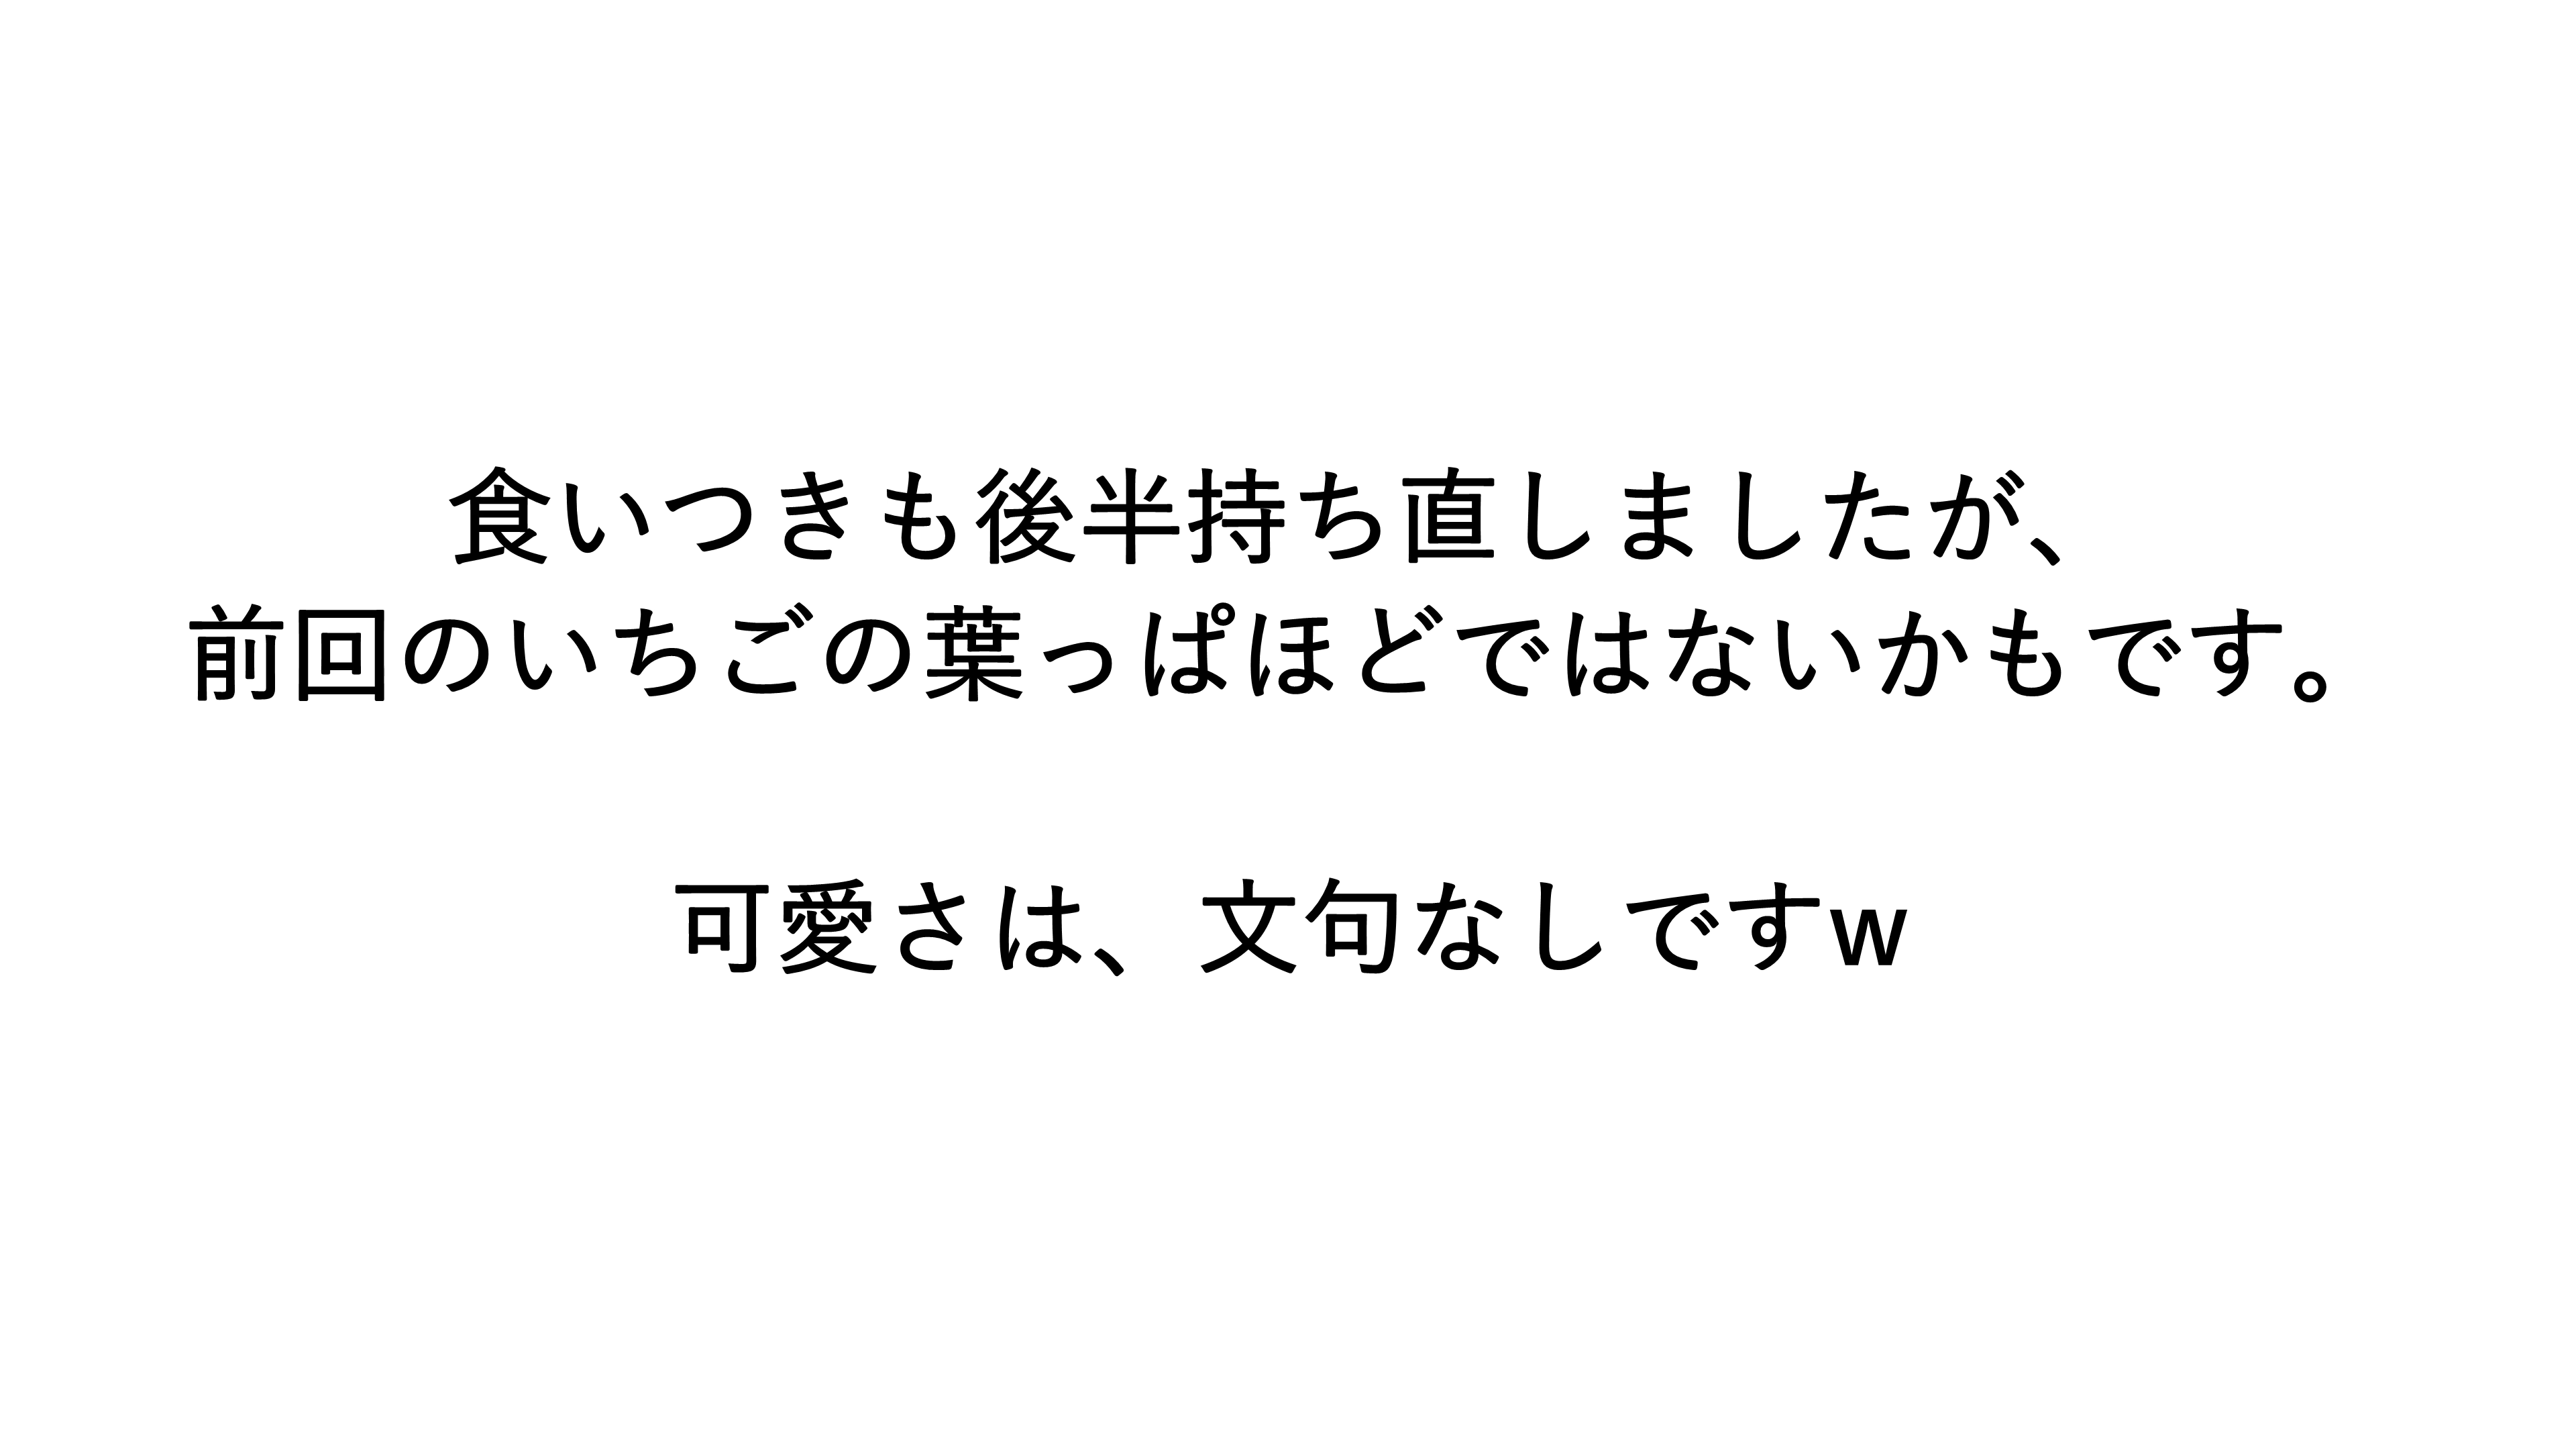 食いつきも後半持ち直しましたが、
前回のいちごの葉っぱほどではないかもです。
可愛さは、文句なしですw